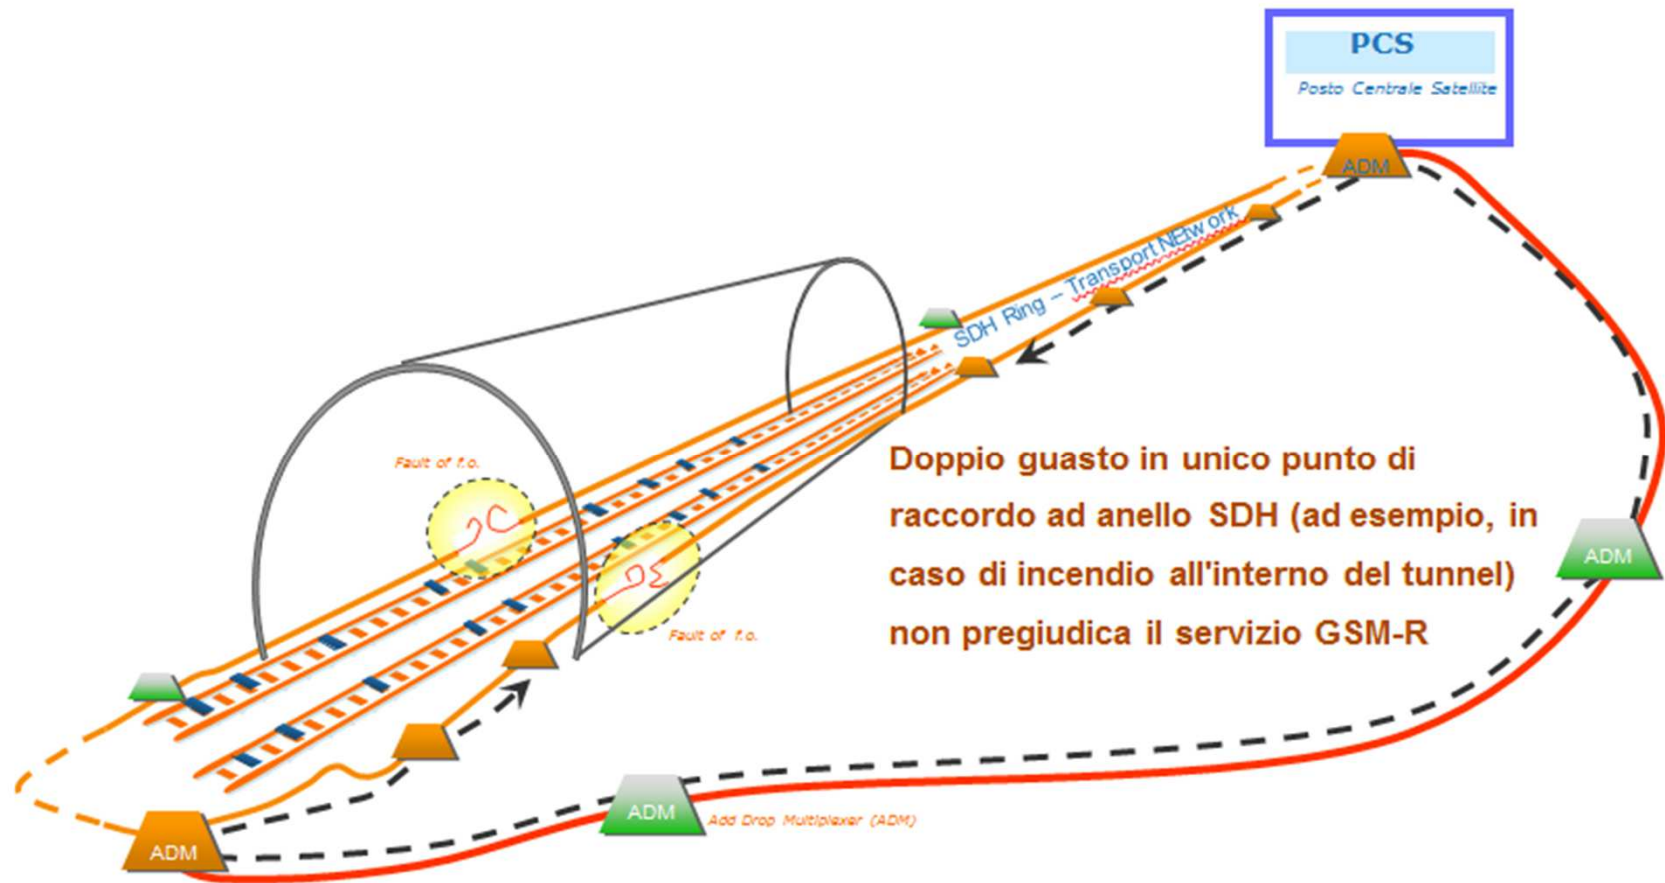 PCS
Posto Centrale Satellite
ADM
SDH Ring – Transport NEtwork
Fault of f.o.
Doppio guasto in unico punto di
raccordo ad anello SDH (ad esempio, in
caso di incendio all'interno del tunnel)
non pregiudica il servizio GSM-R
ADM
Fault of f.o.
ADM
Add Drop Multiplexer (ADM)
ADM